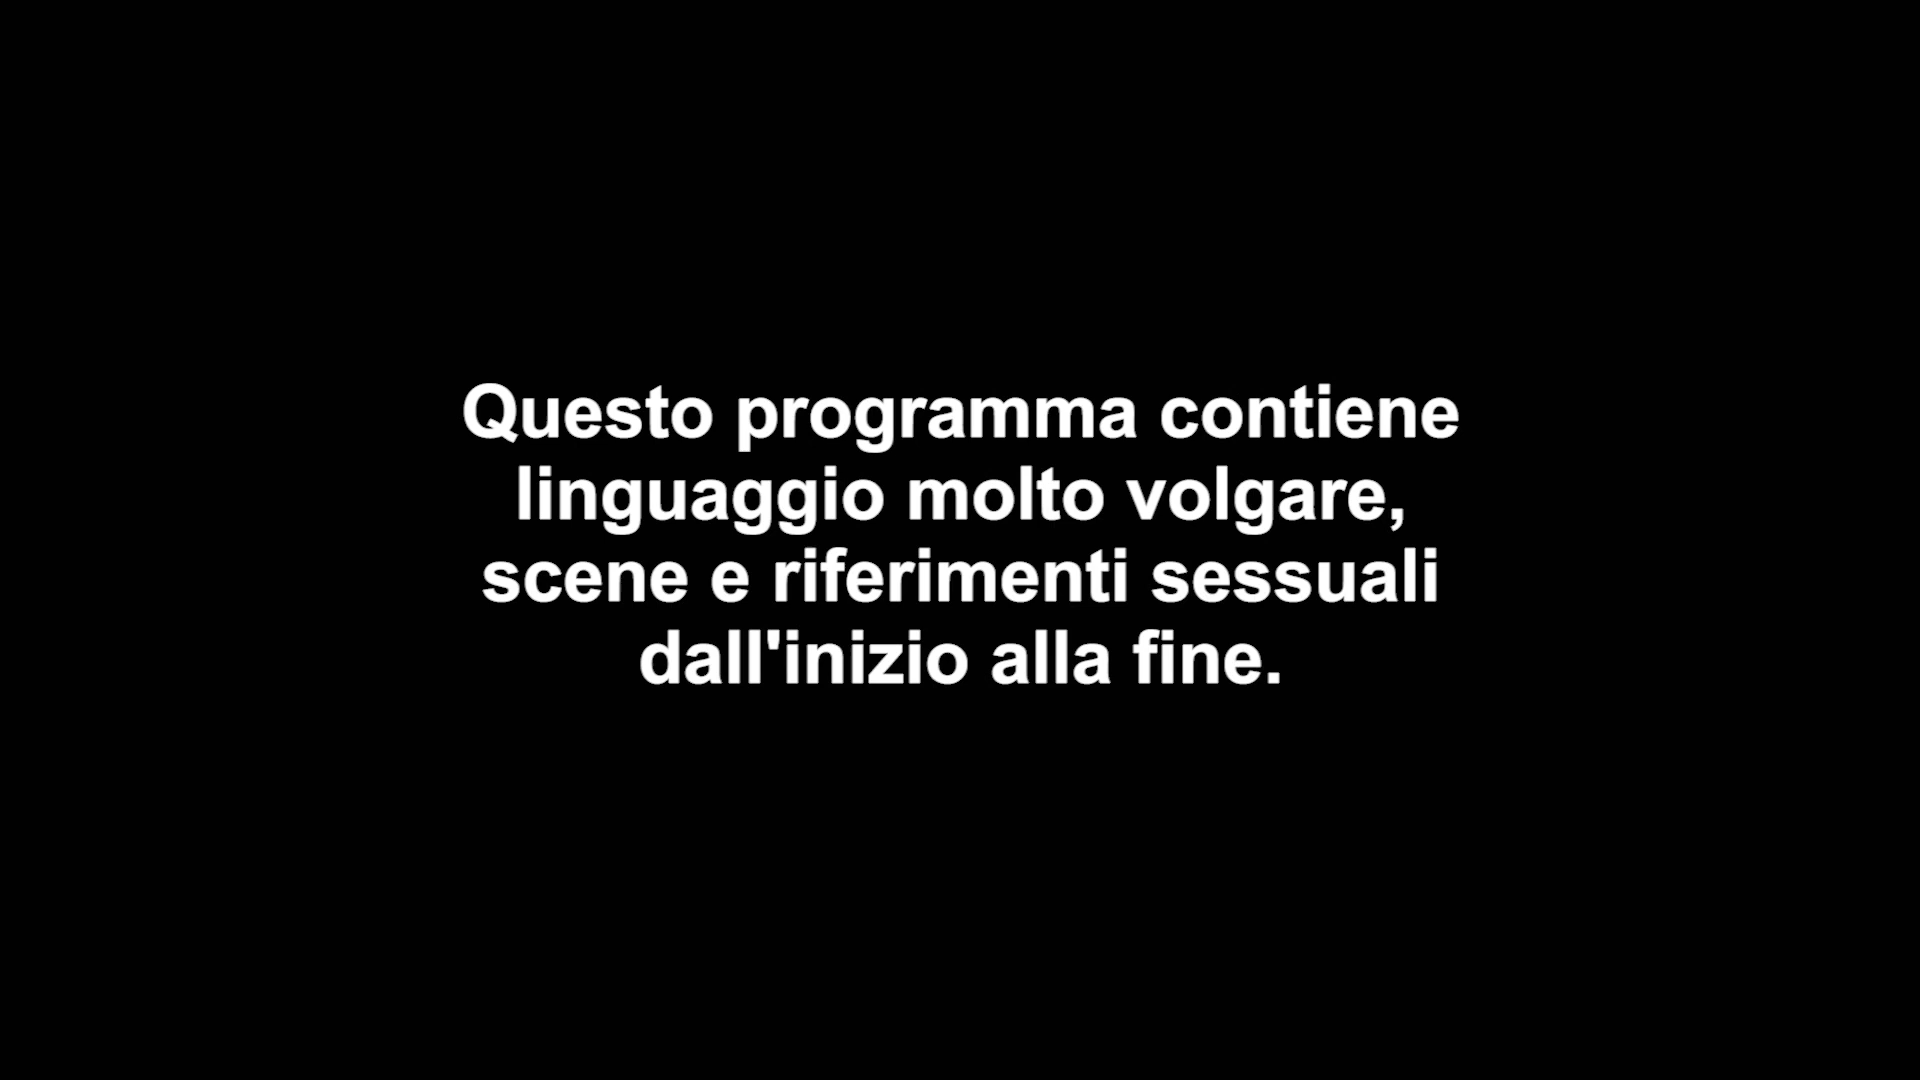 Questo programma contiene
linguaggio molto volgare,
scene e riferimenti sessuali
dall'inizio alla fine.